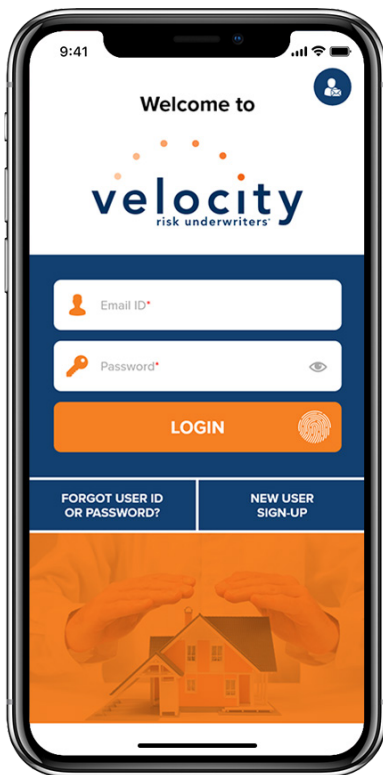 9:41
Welcome to
velocity
risk underwriters
Email ID*
Password*
LOGIN
FORGOT USER ID
OR PASSWORD?
NEW USER
SIGN-UP